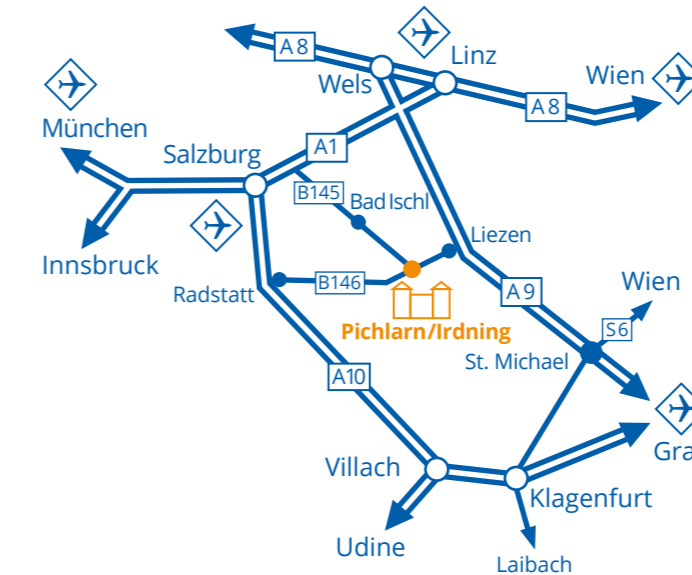 A 8
Linz
Wels
Wien
A 8
München
Salzburg
A1
B145
Bad Ischl
Liezen
Innsbruck
Radstatt
B146
A 9
Wien
Pichlarn/Irdning
S6
St. Michael
A10
Gra
Villach
Klagenfurt
Udine
Laibach